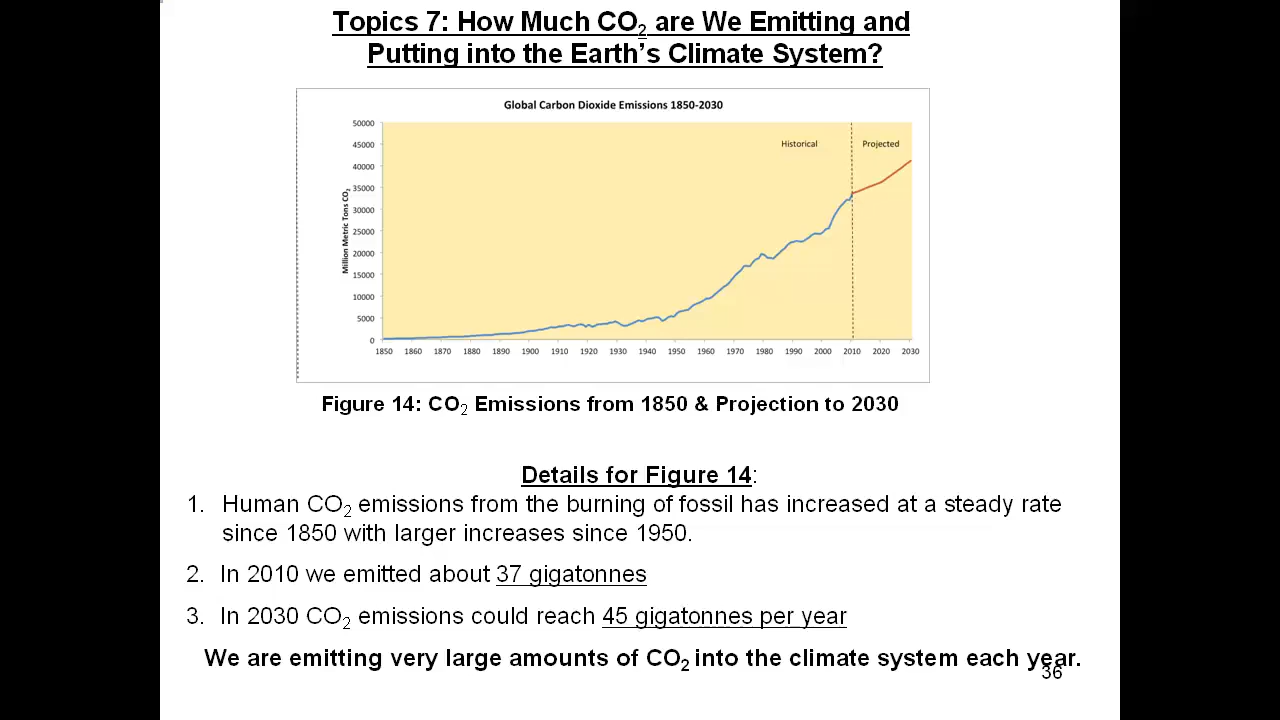 Topics 7: How Much CO2 are We Emitting and
Putting into the Earth's Climate System?
Global Carbon Dioxide Emissions 1850-2030
Million Metric Tons CO2
50000
45000
40000
35000
30000
25000
20000
15000
10000
5000
0
Historical
Projected
1850 1860 1870 1880 1890 1900 1910 1920 1930 1940 1950 1960 1970 1980 1990 2000 2010 2020 2030
Figure 14: CO2 Emissions from 1850 & Projection to 2030
Details for Figure 14:
1. Human CO2 emissions from the burning of fossil has increased at a steady rate
since 1850 with larger increases since 1950.
2. In 2010 we emitted about 37 gigatonnes
3. In 2030 CO2 emissions could reach 45 gigatonnes per year
We are emitting very large amounts of CO2 into the climate system each year.
36